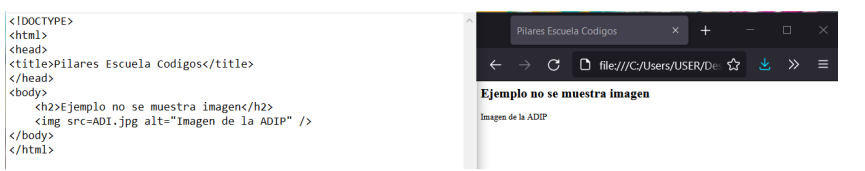 <!DOCTYPE>
<html>
<head>
<title>Pilares Escuela Codigos</title>
</head>
<body>
<h2>Ejemplo no se muestra imagen</h2>
<img src=ADI.jpg alt="Imagen de la ADIP" />
</body>
</html>
Pilares Escuela Codigos
file:///C:/Users/USER/De
Ejemplo no se muestra imagen
Imagen de la ADIP